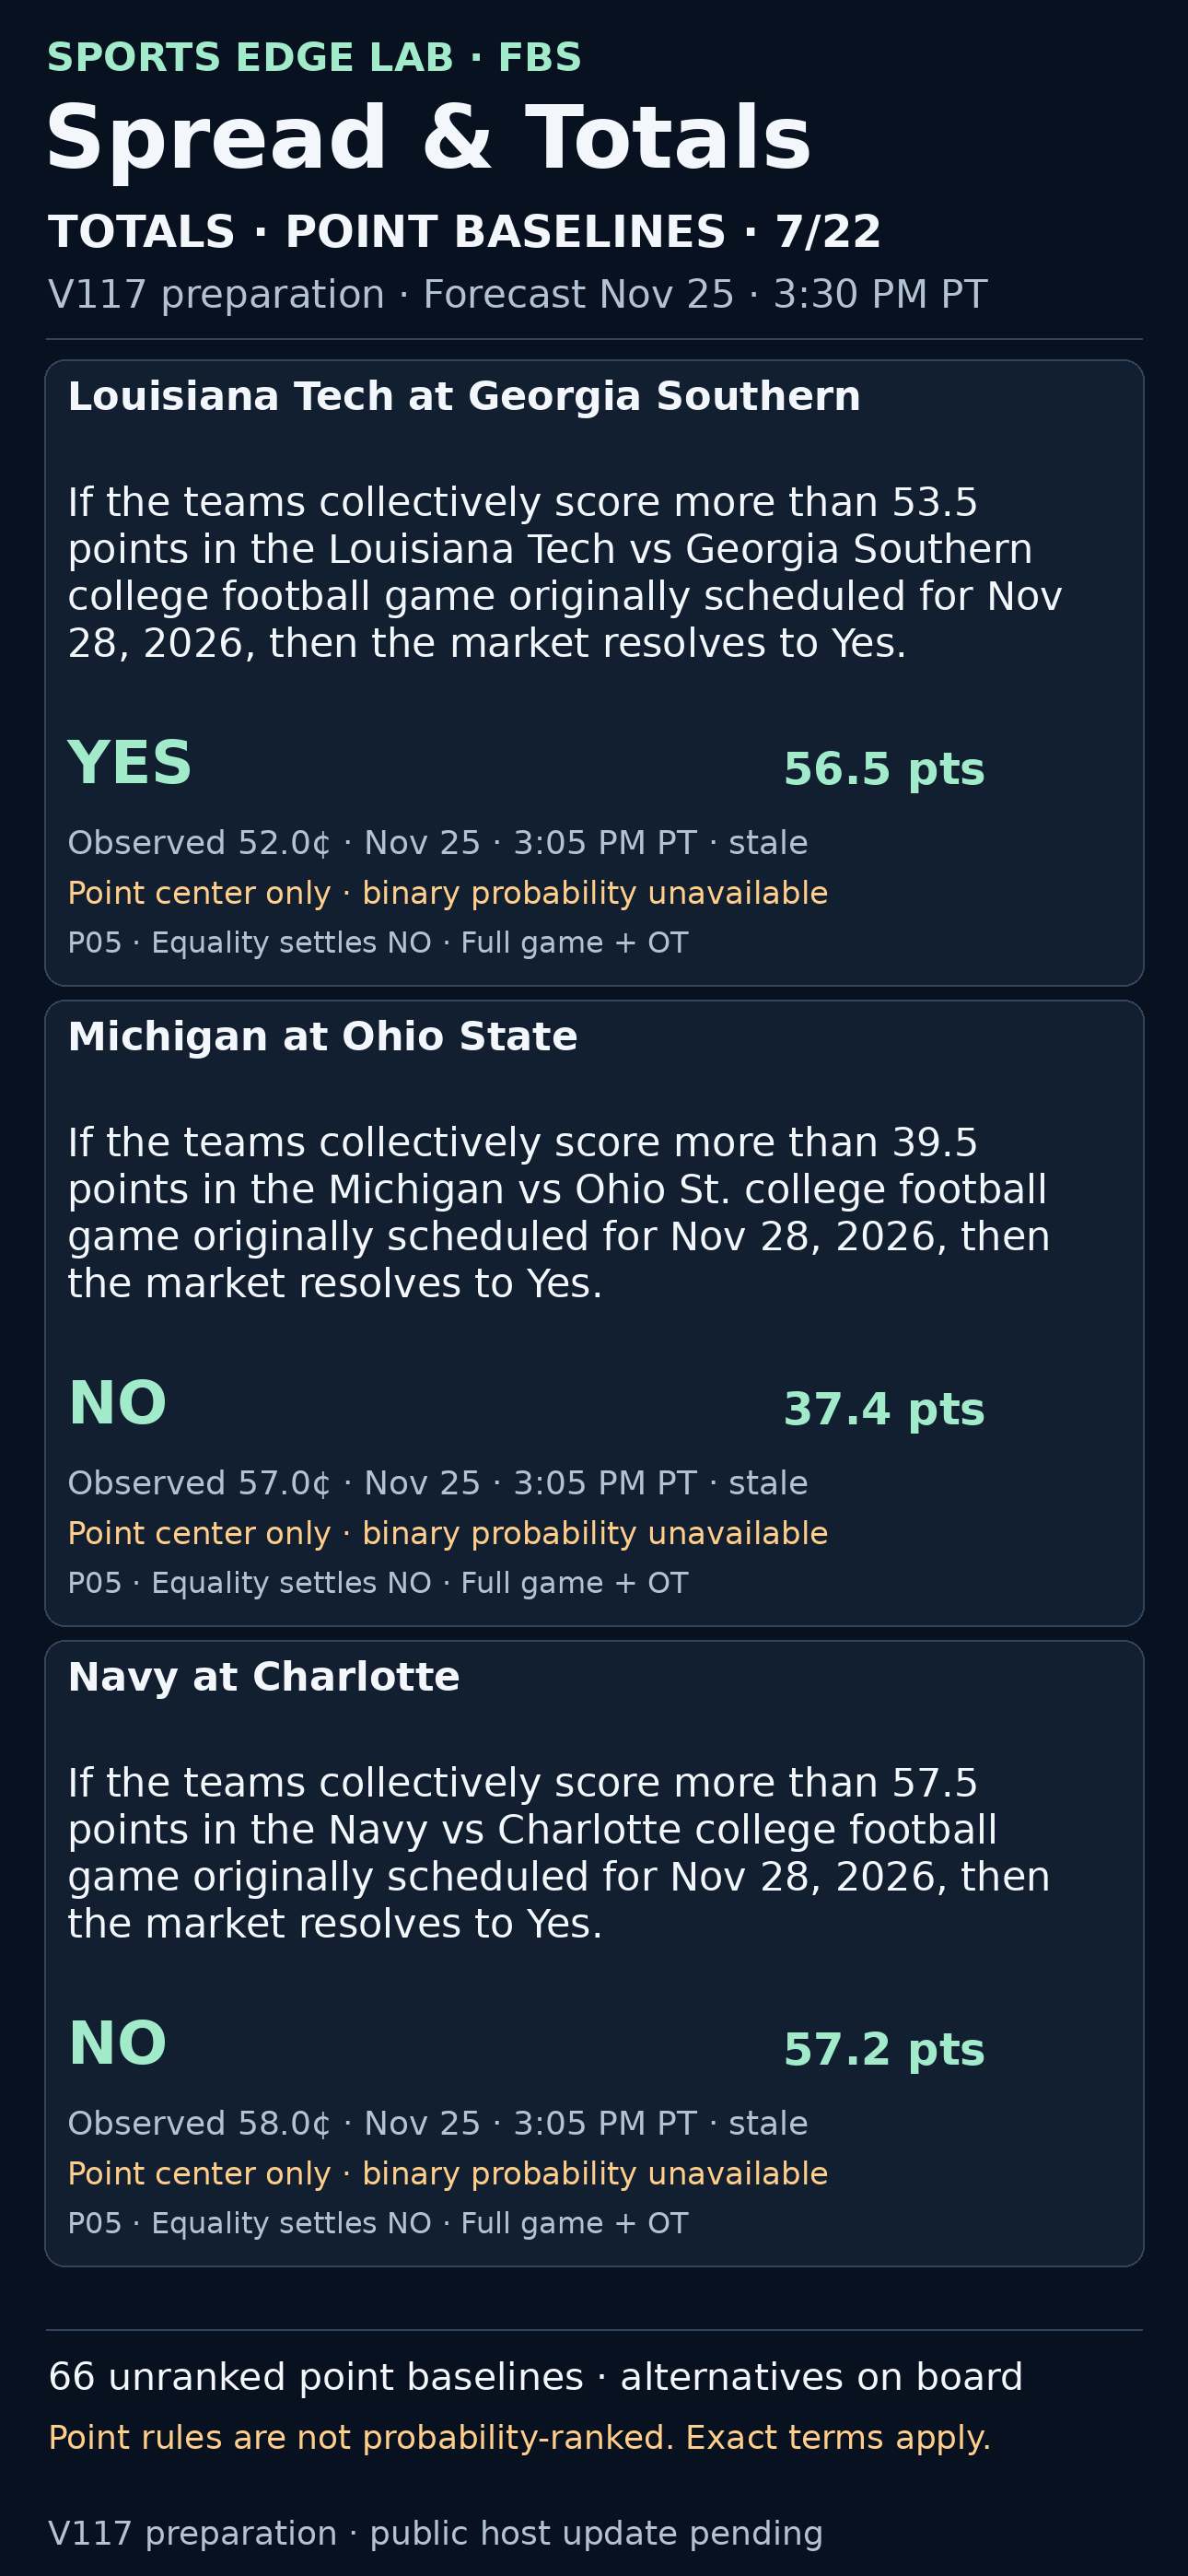 SPORTS EDGE LAB · FBS
Spread & Totals
TOTALS · POINT BASELINES · 7/22
V117 preparation · Forecast Nov 25 · 3:30 PM PT
Louisiana Tech at Georgia Southern
If the teams collectively score more than 53.5
points in the Louisiana Tech vs Georgia Southern
college football game originally scheduled for Nov
28, 2026, then the market resolves to Yes.
YES 56.5 pts
Observed 52.0¢ · Nov 25 · 3:05 PM PT · stale
Point center only · binary probability unavailable
P05 · Equality settles NO · Full game + OT
Michigan at Ohio State
If the teams collectively score more than 39.5
points in the Michigan vs Ohio St. college football
game originally scheduled for Nov 28, 2026, then
the market resolves to Yes.
NO 37.4 pts
Observed 57.0¢ · Nov 25 · 3:05 PM PT · stale
Point center only · binary probability unavailable
P05 · Equality settles NO · Full game + OT
Navy at Charlotte
If the teams collectively score more than 57.5
points in the Navy vs Charlotte college football
game originally scheduled for Nov 28, 2026, then
the market resolves to Yes.
NO 57.2 pts
Observed 58.0¢ · Nov 25 · 3:05 PM PT · stale
Point center only · binary probability unavailable
P05 · Equality settles NO · Full game + OT
66 unranked point baselines · alternatives on board
Point rules are not probability-ranked. Exact terms apply.
V117 preparation · public host update pending